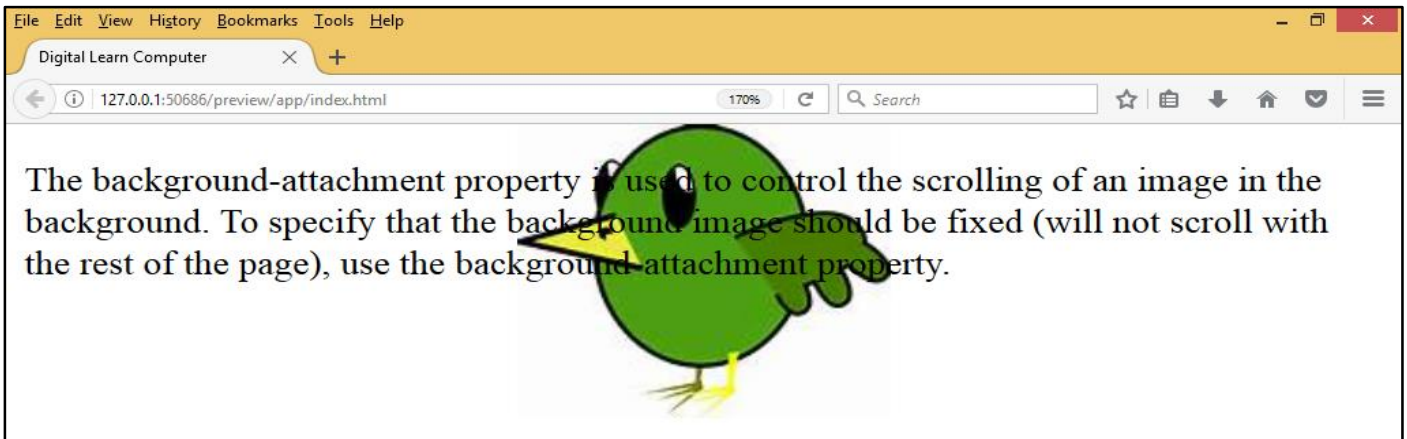 File Edit View History Bookmarks Tools Help
Digital Learn Computer
127.0.0.1:50686/preview/app/index.html 170% Search
The background-attachment property is used to control the scrolling of an image in the
background. To specify that the background image should be fixed (will not scroll with
the rest of the page), use the background-attachment property.